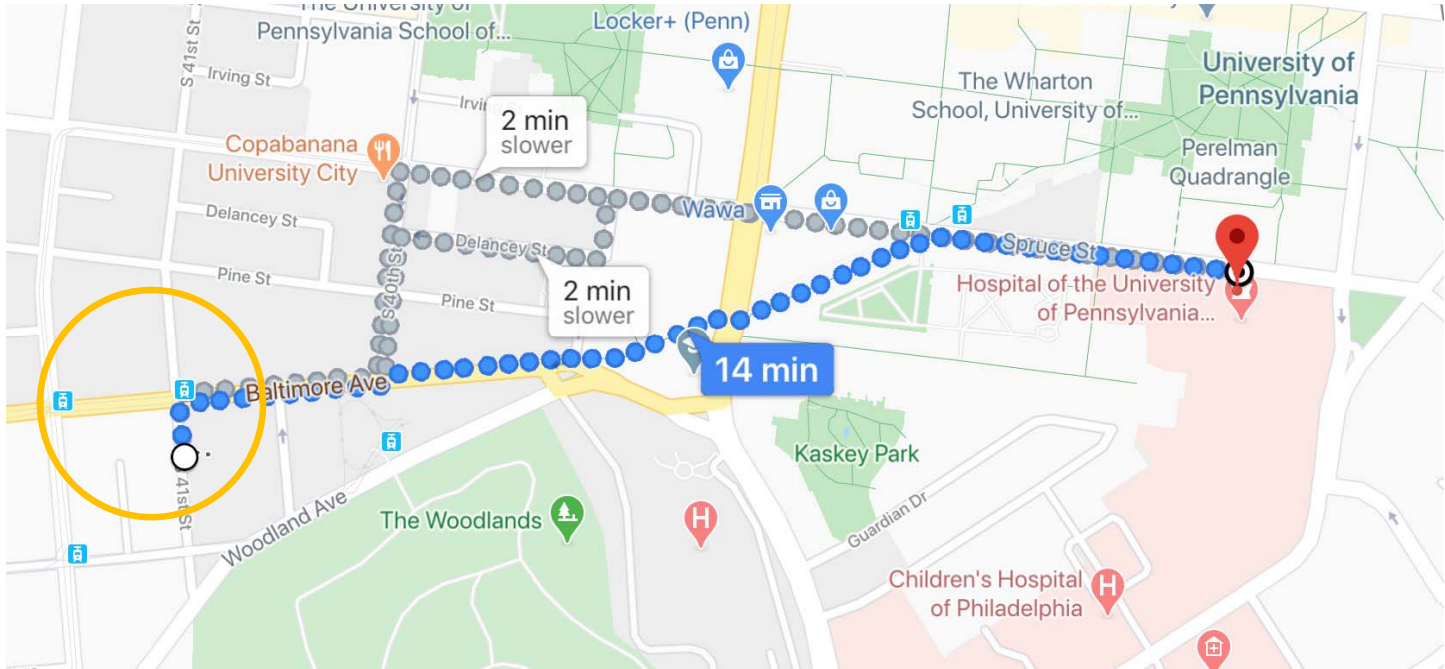 The University of
Pennsylvania School of...
Locker+ (Penn)
University of
Pennsylvania
S 41st St
Irving St
The Wharton
School, University of...
2 min
slower
Copabanana
University City
Perelman
Quadrangle
Delancey St
Wawa
Delancey St
Spruce St
Pine St
S 40th St
Pine St
2 min
slower
Hospital of the University
of Pennsylvania...
14 min
Baltimore Ave
Kaskey Park
S 41st St
Woodland Ave
The Woodlands
H
Guardian Dr
Children's Hospital
of Philadelphia
H